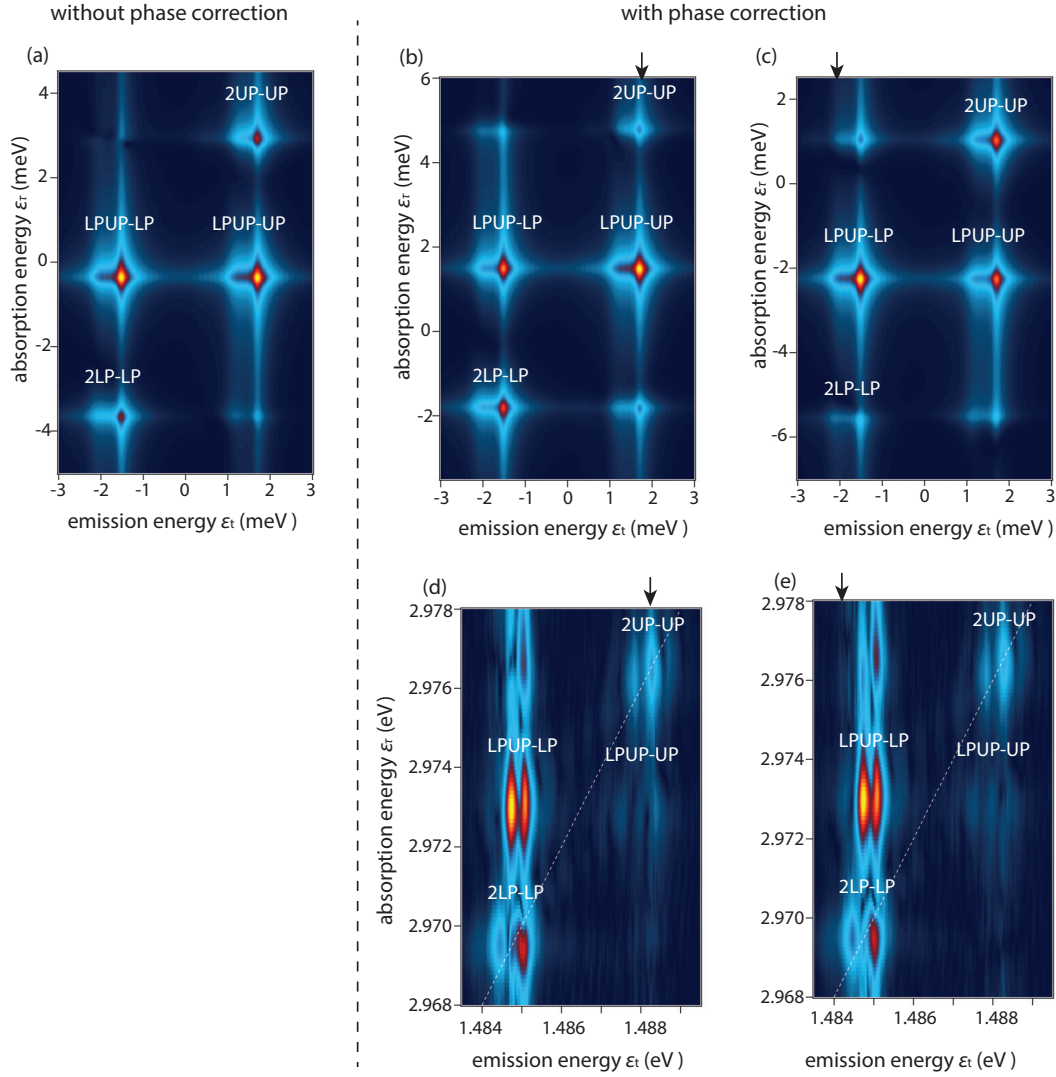 without phase correction
with phase correction
(a)
2UP-UP
LPUP-LP
LPUP-UP
2LP-LP
4
2
0
-2
-4
absorption energy ετ (meV)
-3 -2 -1 0 1 2 3
emission energy εt (meV )
(b)
2UP-UP
LPUP-LP
LPUP-UP
2LP-LP
6
4
2
0
-2
absorption energy ετ (meV)
-3 -2 -1 0 1 2 3
emission energy εt (meV )
(c)
2UP-UP
LPUP-LP
LPUP-UP
2LP-LP
2
0
-2
-4
-6
absorption energy ετ (meV)
-3 -2 -1 0 1 2 3
emission energy εt (meV )
(d)
2UP-UP
LPUP-LP
LPUP-UP
2LP-LP
2.978
2.976
2.974
2.972
2.970
2.968
absorption energy ετ (eV)
1.484 1.486 1.488
emission energy εt (eV )
(e)
2UP-UP
LPUP-LP
LPUP-UP
2LP-LP
2.978
2.976
2.974
2.972
2.970
2.968
1.484 1.486 1.488
emission energy εt (eV )